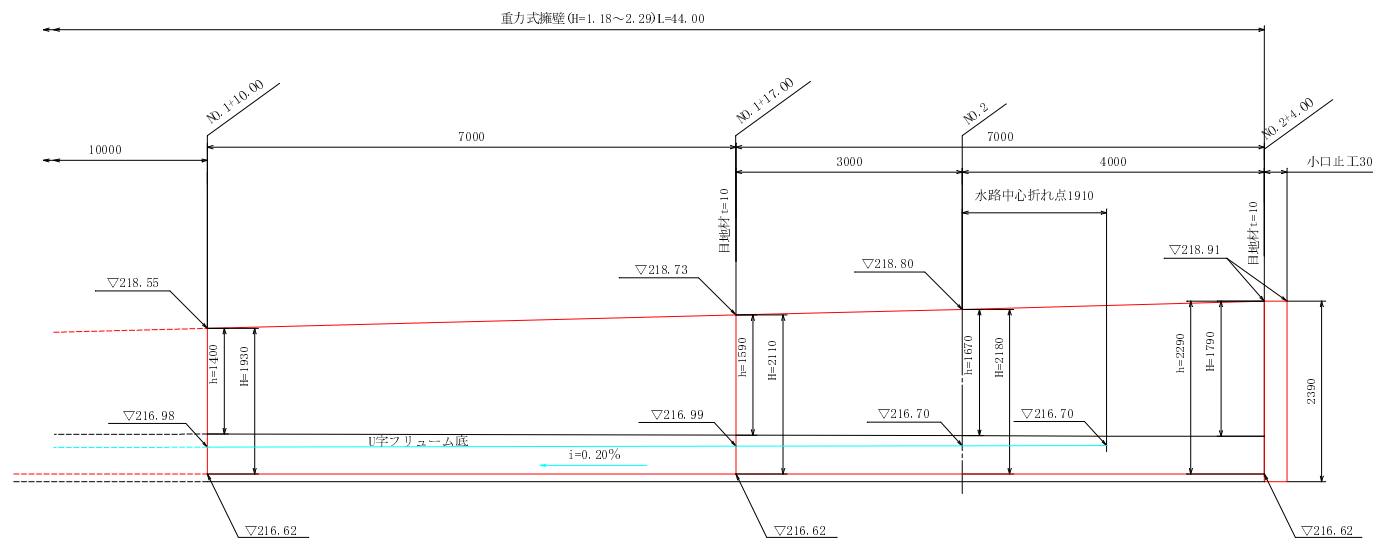 重力式擁壁(H=1.18～2.29)L=44.00
NO.1+10.00
NO.1+17.00
NO.2
NO.2+4.00
7000
7000
10000
3000
4000
小口止工30
水路中心折れ点1910
目地材t=10
目地材t=10
▽218.55
▽218.73
▽218.80
▽218.91
h=1400
H=1930
h=1590
H=2110
h=1670
H=2180
h=2290
H=1790
2390
▽216.98
▽216.99
▽216.70
▽216.70
U字フリューム底
i=0.20%
▽216.62
▽216.62
▽216.62